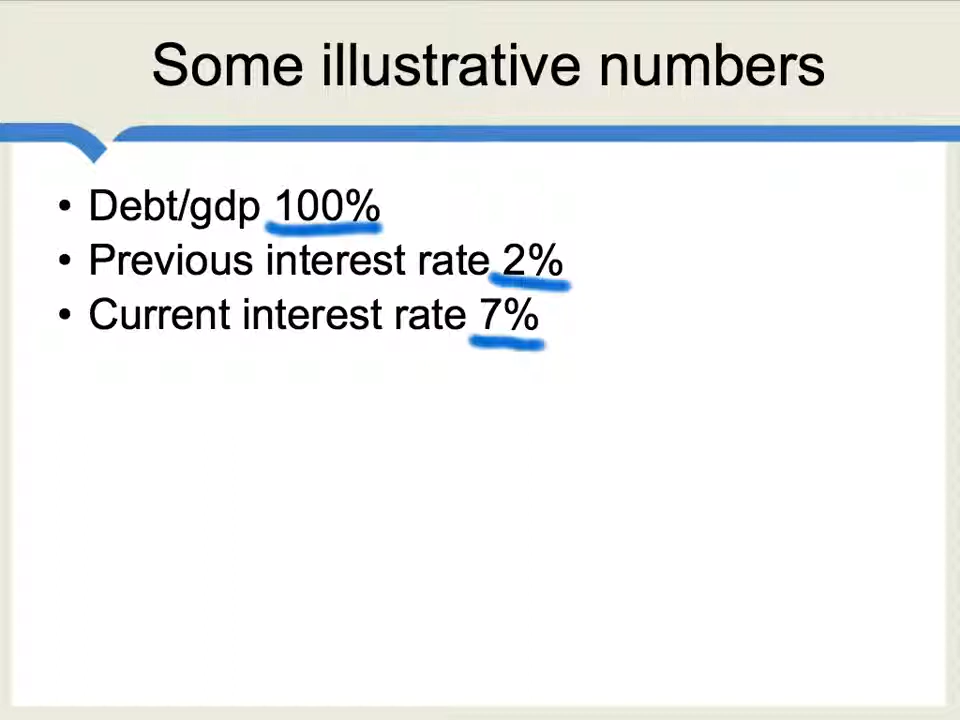 Some illustrative numbers
• Debt/gdp 100%
• Previous interest rate 2%
• Current interest rate 7%